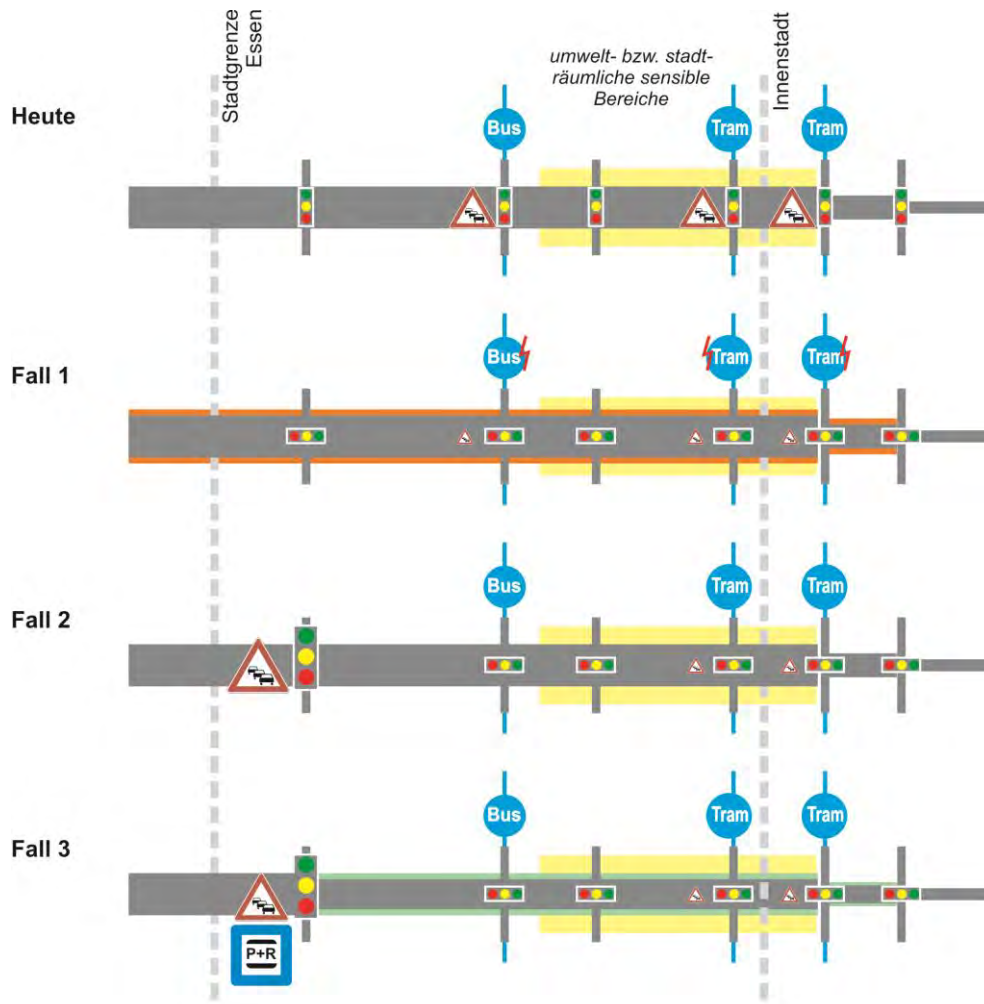 Stadtgrenze
Essen
umwelt- bzw. stadt-
räumliche sensible
Bereiche
Innenstadt
Heute
Bus
Tram
Tram
Fall 1
Bus
Tram
Tram
Fall 2
Bus
Tram
Tram
Fall 3
Bus
Tram
Tram
P+R